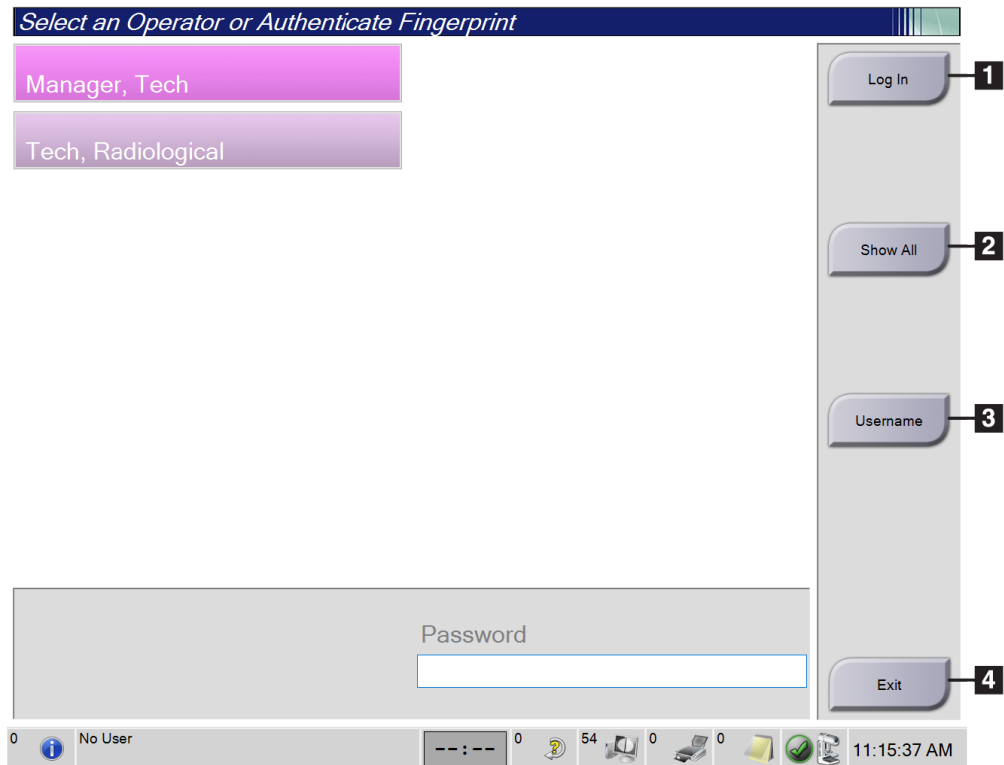 Select an Operator or Authenticate Fingerprint
Manager, Tech
Tech, Radiological
Log In
1
Show All
2
Username
3
Password
Exit
4
0
No User
--:--
0
54
0
0
11:15:37 AM